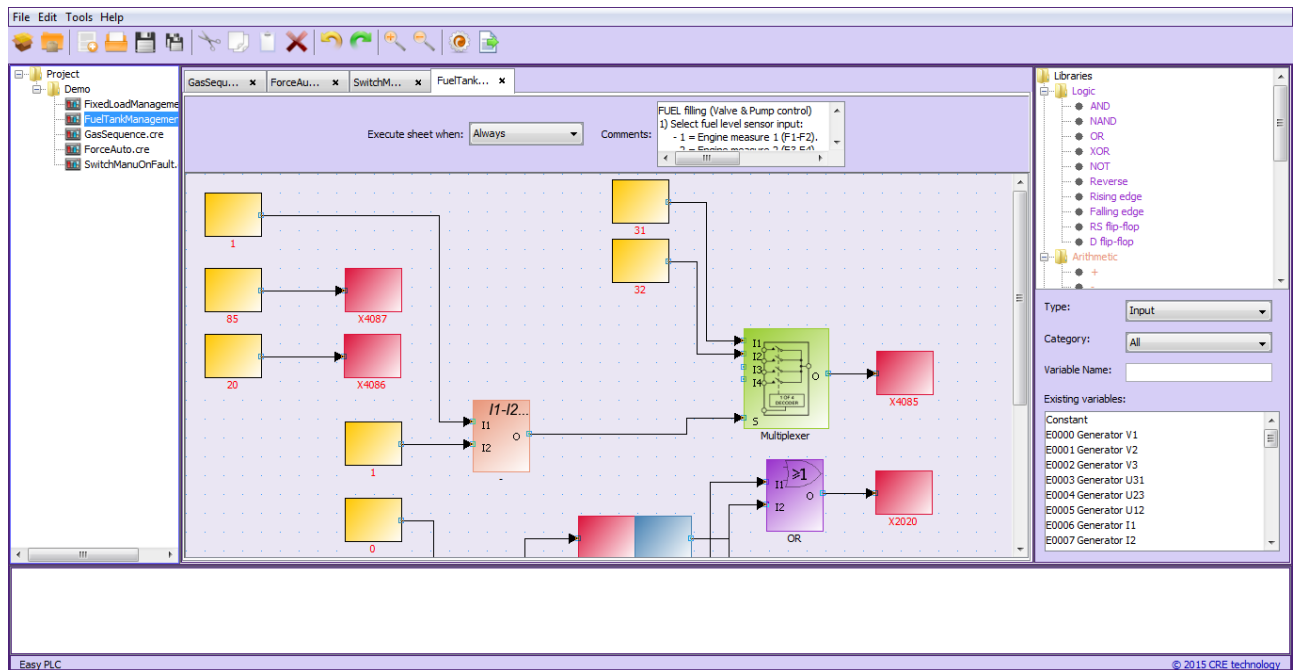 File Edit Tools Help
Project
Demo
FixedLoadManageme
FuelTankManagemer
GasSequence.cre
ForceAuto.cre
SwitchManuOnFault.
GasSequ... x ForceAu... x SwitchM... x FuelTank... x
Execute sheet when: Always
Comments:
FUEL filling (Valve & Pump control)
1) Select fuel level sensor input:
- 1 = Engine measure 1 (F1-F2).
- 2 = Engine measure 2 (F3-F4)
1
31
32
85
X4087
20
X4086
I1
I2
I3
I4
O
1 OF 4
DECODER
S
Multiplexer
X4085
I1-I2...
I1
I2
O
-
1
≥1
I1
I2
O
OR
X2020
0
Libraries
Logic
AND
NAND
OR
XOR
NOT
Reverse
Rising edge
Falling edge
RS flip-flop
D flip-flop
Arithmetic
+
-
Type: Input
Category: All
Variable Name:
Existing variables:
Constant
E0000 Generator V1
E0001 Generator V2
E0002 Generator V3
E0003 Generator U31
E0004 Generator U23
E0005 Generator U12
E0006 Generator I1
E0007 Generator I2
Easy PLC
© 2015 CRE technology